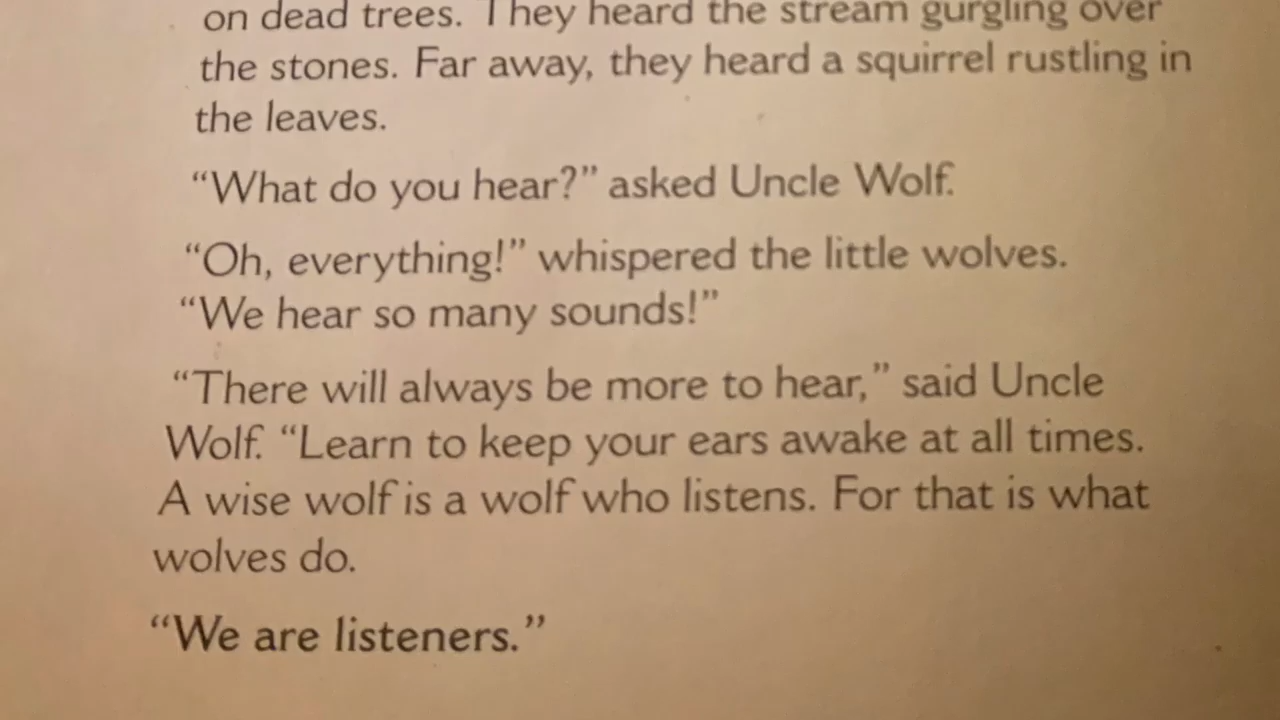 on dead trees. They heard the stream gurgling over
the stones. Far away, they heard a squirrel rustling in
the leaves.
“What do you hear?” asked Uncle Wolf.
“Oh, everything!” whispered the little wolves.
“We hear so many sounds!”
“There will always be more to hear,” said Uncle
Wolf. “Learn to keep your ears awake at all times.
A wise wolf is a wolf who listens. For that is what
wolves do.
“We are listeners.”